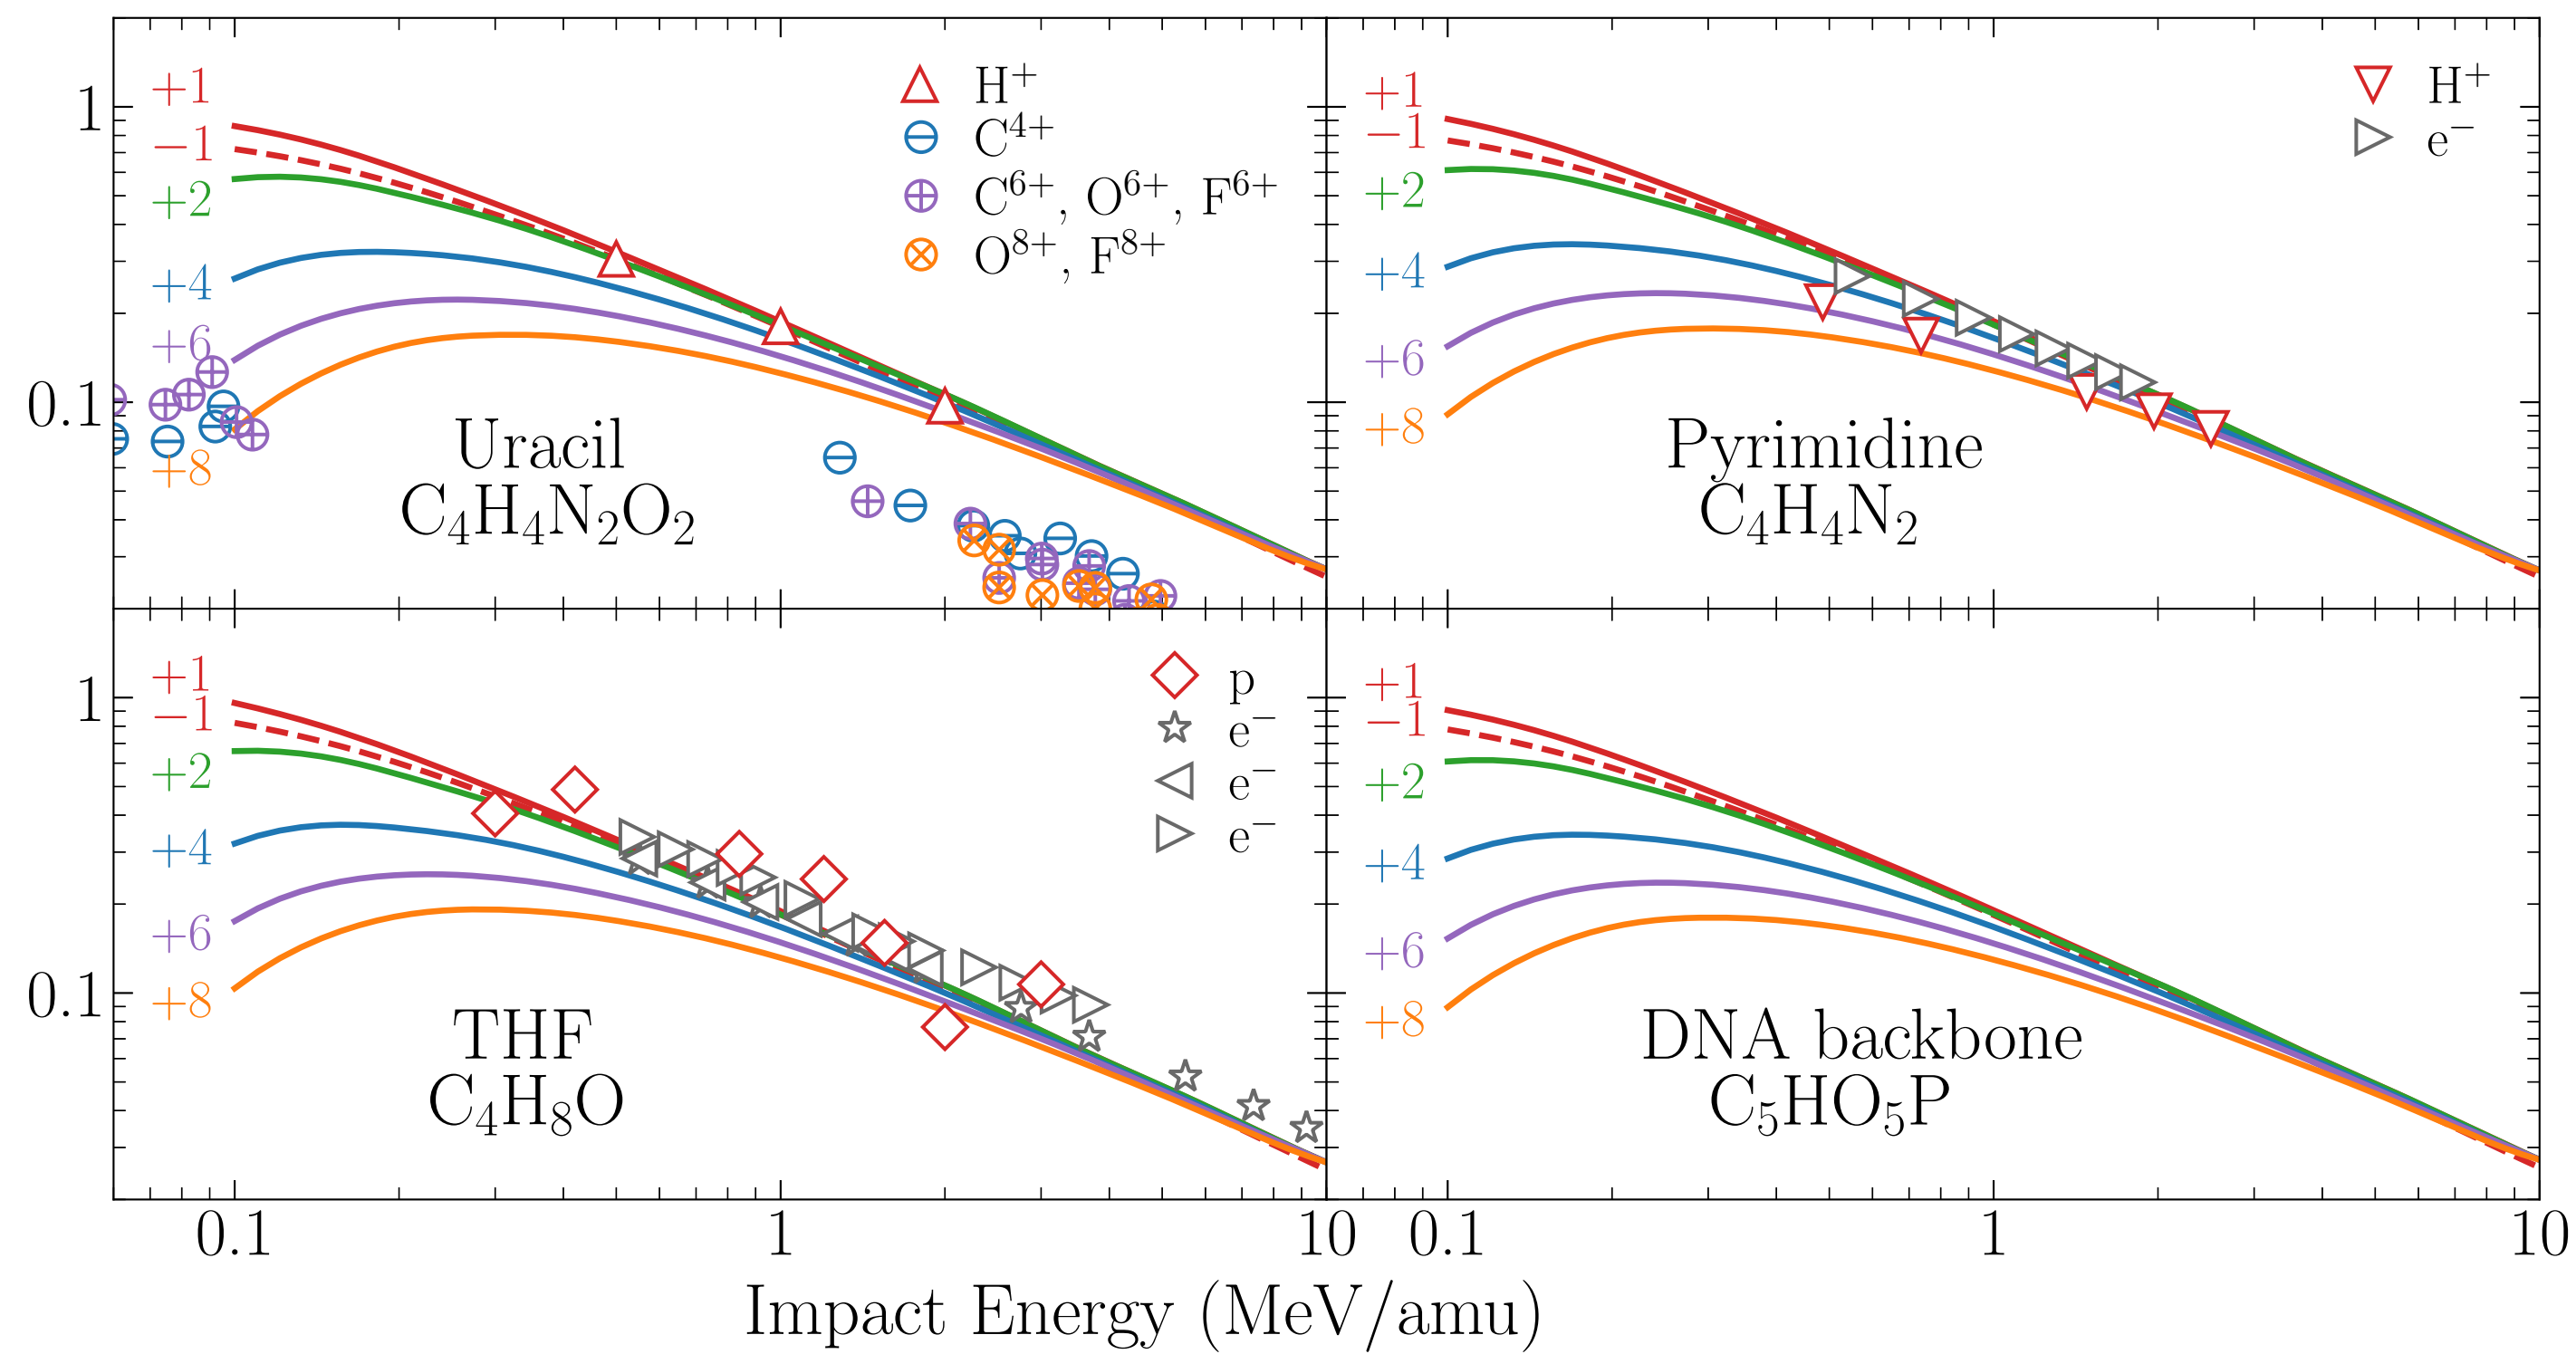 +1
−1
+2
+4
+6
+8
1
0.1
H⁺
C⁴⁺
C⁶⁺, O⁶⁺, F⁶⁺
O⁸⁺, F⁸⁺
Uracil
C₄H₄N₂O₂
+1
−1
+2
+4
+6
+8
H⁺
e⁻
Pyrimidine
C₄H₄N₂
+1
−1
+2
+4
+6
+8
1
0.1
p
e⁻
e⁻
e⁻
THF
C₄H₈O
+1
−1
+2
+4
+6
+8
DNA backbone
C₅HO₅P
0.1 1 10 0.1 1 10
Impact Energy (MeV/amu)